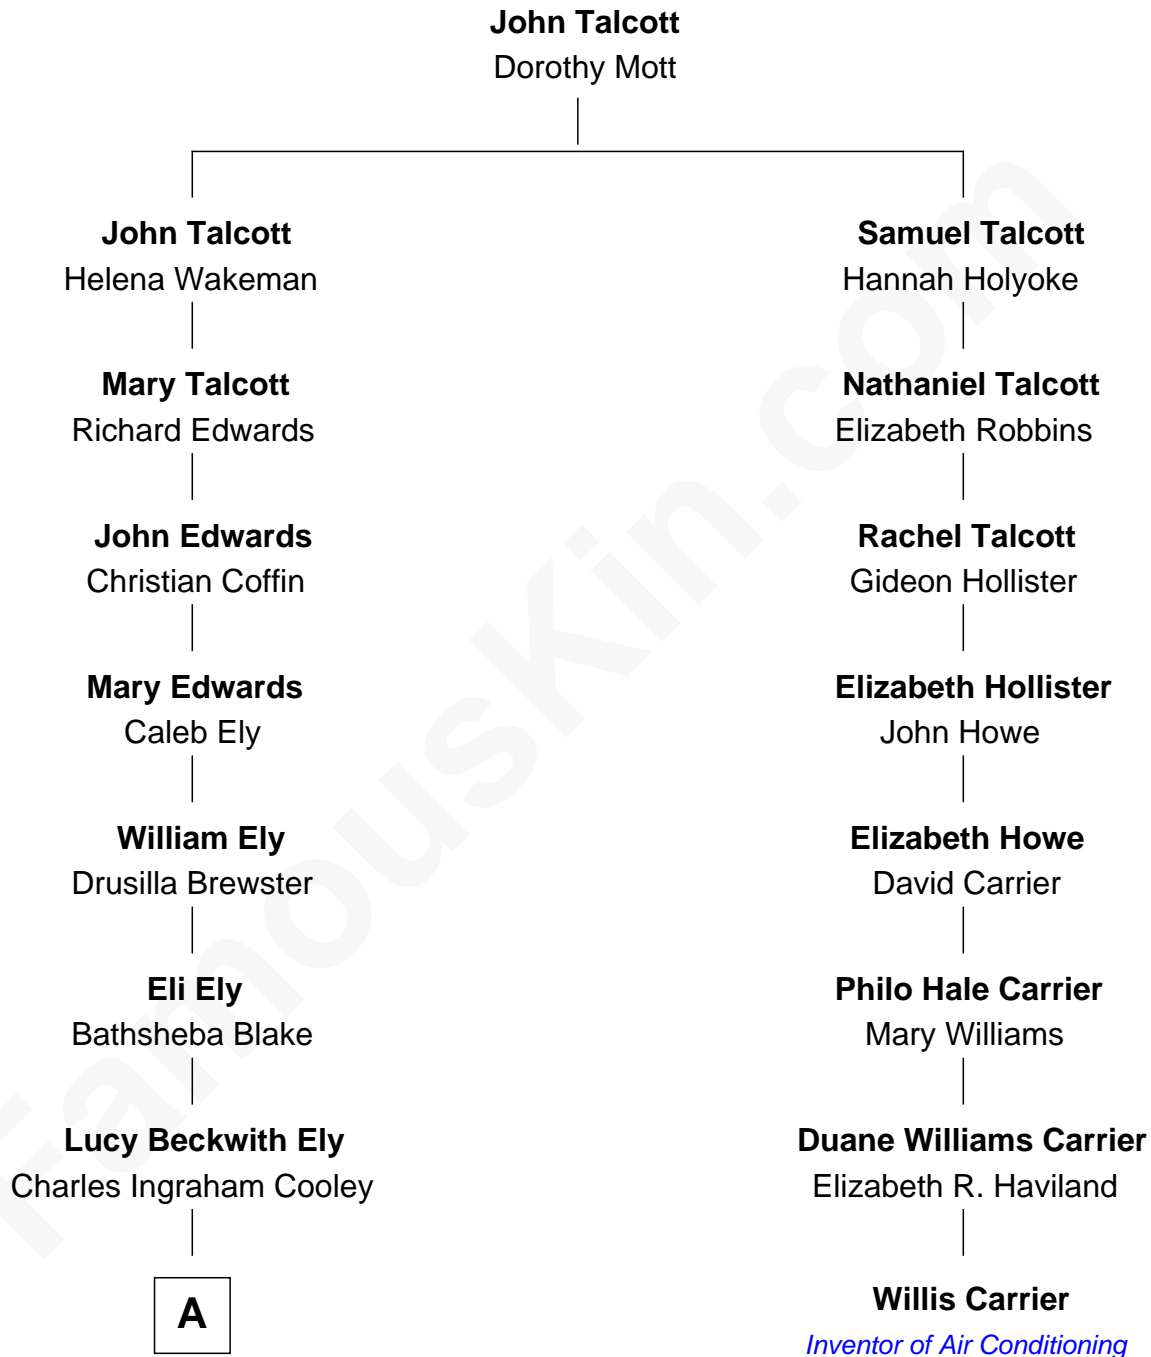 John Talcott
Dorothy Mott
John Talcott
Helena Wakeman
Samuel Talcott
Hannah Holyoke
Mary Talcott
Richard Edwards
Nathaniel Talcott
Elizabeth Robbins
John Edwards
Christian Coffin
Rachel Talcott
Gideon Hollister
Mary Edwards
Caleb Ely
Elizabeth Hollister
John Howe
William Ely
Drusilla Brewster
Elizabeth Howe
David Carrier
Eli Ely
Bathsheba Blake
Philo Hale Carrier
Mary Williams
Lucy Beckwith Ely
Charles Ingraham Cooley
Duane Williams Carrier
Elizabeth R. Haviland
A
Willis Carrier
Inventor of Air Conditioning
FamousKin.com